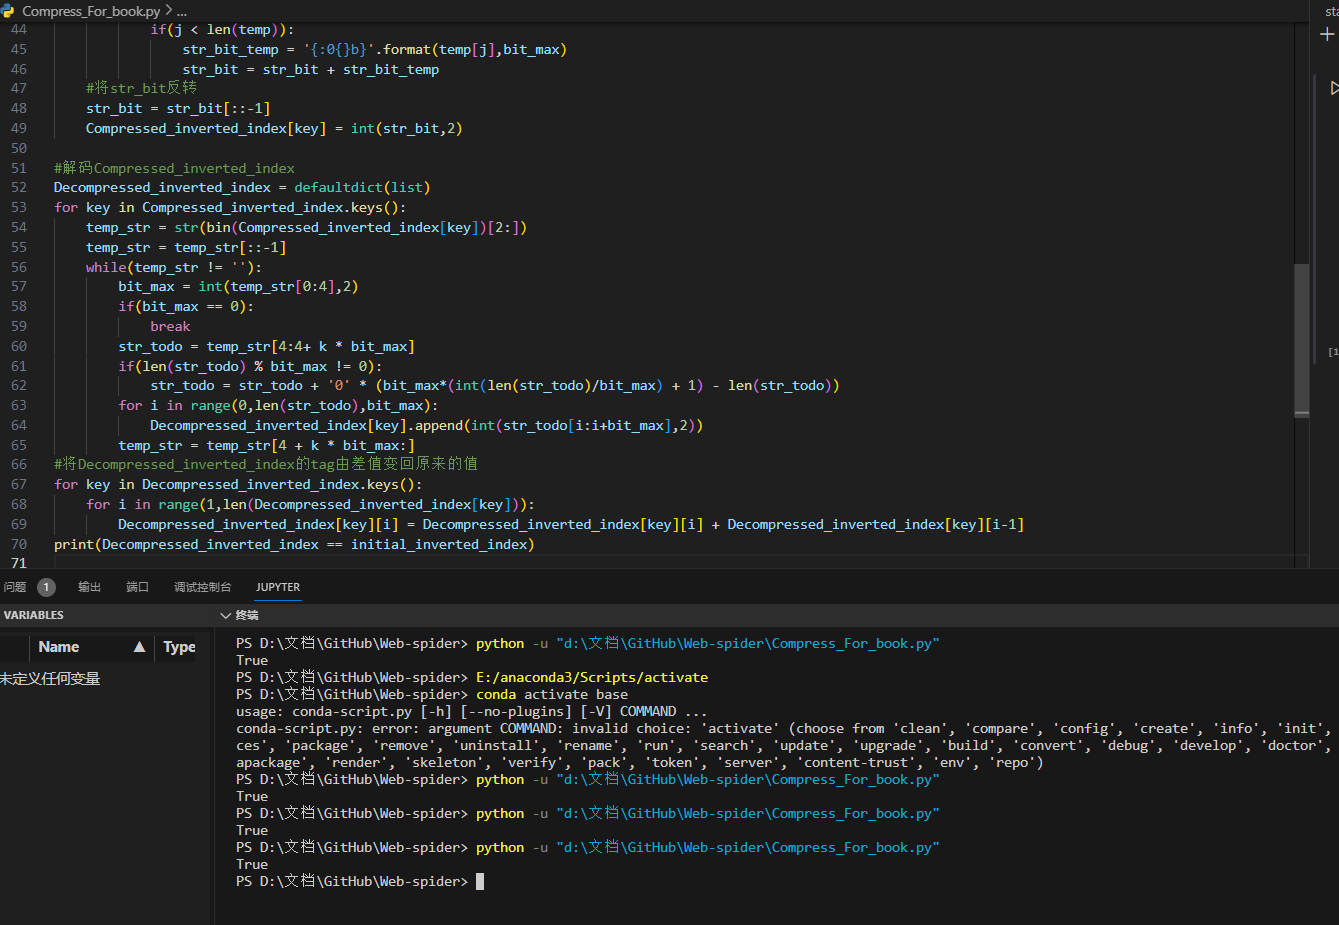 Compress_For_book.py > ...
sta
44 if(j < len(temp)):
45 str_bit_temp = '{:0{}b}'.format(temp[j],bit_max)
46 str_bit = str_bit + str_bit_temp
47 #将str_bit反转
48 str_bit = str_bit[::-1]
49 Compressed_inverted_index[key] = int(str_bit,2)
50
51 #解码Compressed_inverted_index
52 Decompressed_inverted_index = defaultdict(list)
53 for key in Compressed_inverted_index.keys():
54 temp_str = str(bin(Compressed_inverted_index[key])[2:])
55 temp_str = temp_str[::-1]
56 while(temp_str != ''):
57 bit_max = int(temp_str[0:4],2)
58 if(bit_max == 0):
59 break
60 str_todo = temp_str[4:4+ k * bit_max]
61 if(len(str_todo) % bit_max != 0):
62 str_todo = str_todo + '0' * (bit_max*(int(len(str_todo)/bit_max) + 1) - len(str_todo))
63 for i in range(0,len(str_todo),bit_max):
64 Decompressed_inverted_index[key].append(int(str_todo[i:i+bit_max],2))
65 temp_str = temp_str[4 + k * bit_max:]
66 #将Decompressed_inverted_index的tag由差值变回原来的值
67 for key in Decompressed_inverted_index.keys():
68 for i in range(1,len(Decompressed_inverted_index[key])):
69 Decompressed_inverted_index[key][i] = Decompressed_inverted_index[key][i] + Decompressed_inverted_index[key][i-1]
70 print(Decompressed_inverted_index == initial_inverted_index)
71
[1
问题 1 输出 端口 调试控制台 JUPYTER
VARIABLES
Name Type
未定义任何变量
终端
PS D:\文档\GitHub\Web-spider> python -u "d:\文档\GitHub\Web-spider\Compress_For_book.py"
True
PS D:\文档\GitHub\Web-spider> E:/anaconda3/Scripts/activate
PS D:\文档\GitHub\Web-spider> conda activate base
usage: conda-script.py [-h] [--no-plugins] [-V] COMMAND ...
conda-script.py: error: argument COMMAND: invalid choice: 'activate' (choose from 'clean', 'compare', 'config', 'create', 'info', 'init',
ces', 'package', 'remove', 'uninstall', 'rename', 'run', 'search', 'update', 'upgrade', 'build', 'convert', 'debug', 'develop', 'doctor',
apackage', 'render', 'skeleton', 'verify', 'pack', 'token', 'server', 'content-trust', 'env', 'repo')
PS D:\文档\GitHub\Web-spider> python -u "d:\文档\GitHub\Web-spider\Compress_For_book.py"
True
PS D:\文档\GitHub\Web-spider> python -u "d:\文档\GitHub\Web-spider\Compress_For_book.py"
True
PS D:\文档\GitHub\Web-spider> python -u "d:\文档\GitHub\Web-spider\Compress_For_book.py"
True
PS D:\文档\GitHub\Web-spider>